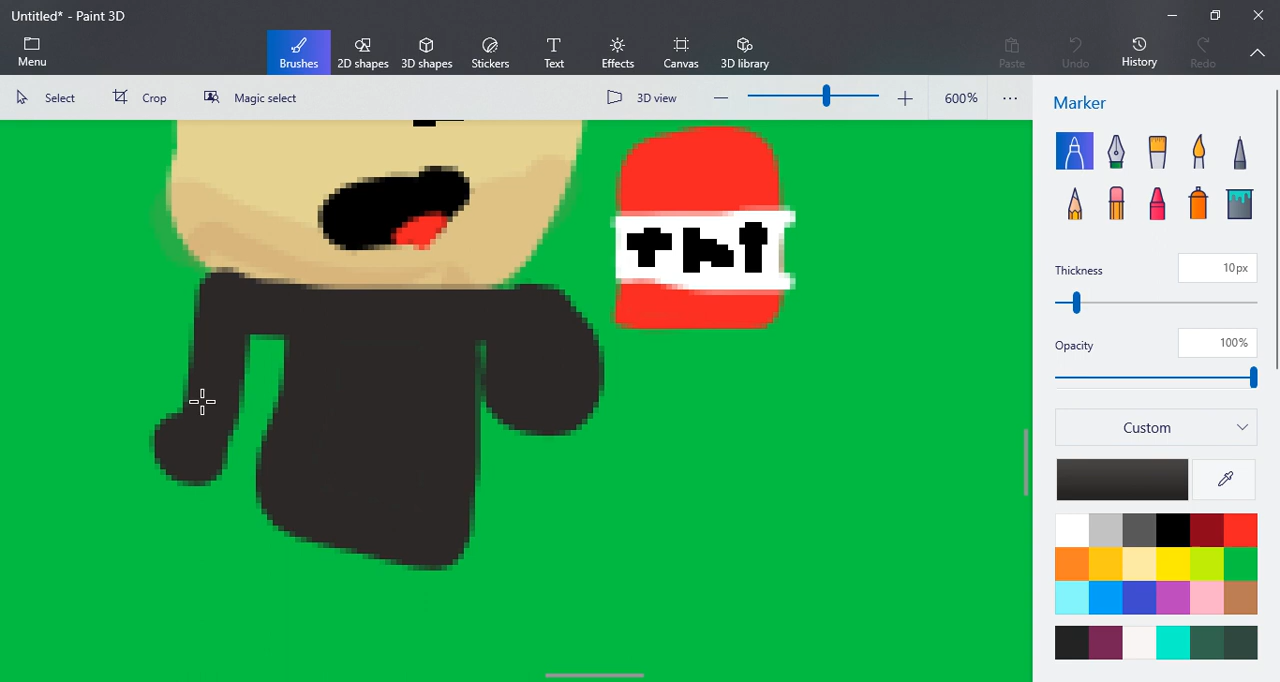 Untitled* - Paint 3D
Menu
Brushes
2D shapes
3D shapes
Stickers
Text
Effects
Canvas
3D library
Paste
Undo
History
Redo
Select
Crop
Magic select
3D view
600%
Marker
Thickness
10px
Opacity
100%
Custom
TNT